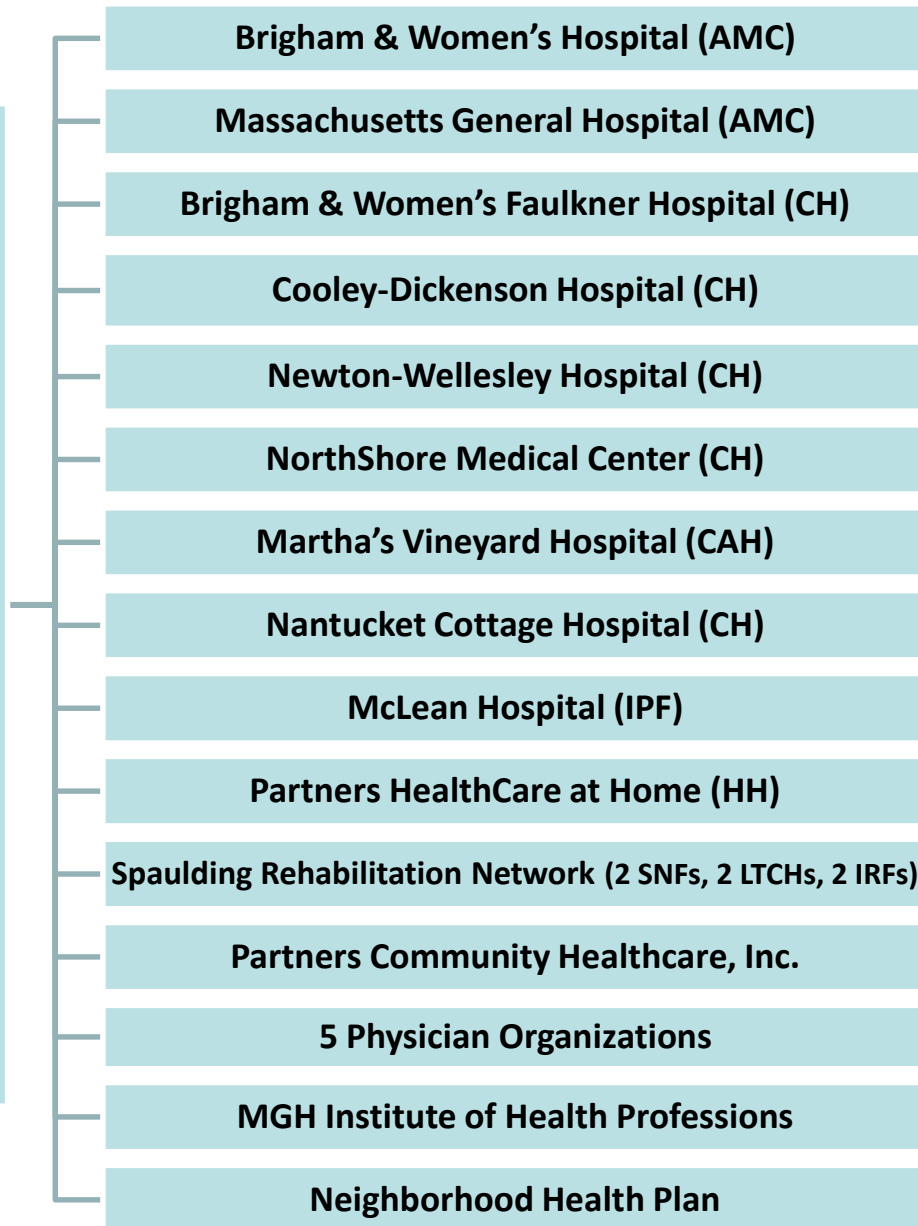 Brigham & Women’s Hospital (AMC)
Massachusetts General Hospital (AMC)
Brigham & Women’s Faulkner Hospital (CH)
Cooley-Dickenson Hospital (CH)
Newton-Wellesley Hospital (CH)
NorthShore Medical Center (CH)
Martha’s Vineyard Hospital (CAH)
Nantucket Cottage Hospital (CH)
McLean Hospital (IPF)
Partners HealthCare at Home (HH)
Spaulding Rehabilitation Network (2 SNFs, 2 LTCHs, 2 IRFs)
Partners Community Healthcare, Inc.
5 Physician Organizations
MGH Institute of Health Professions
Neighborhood Health Plan